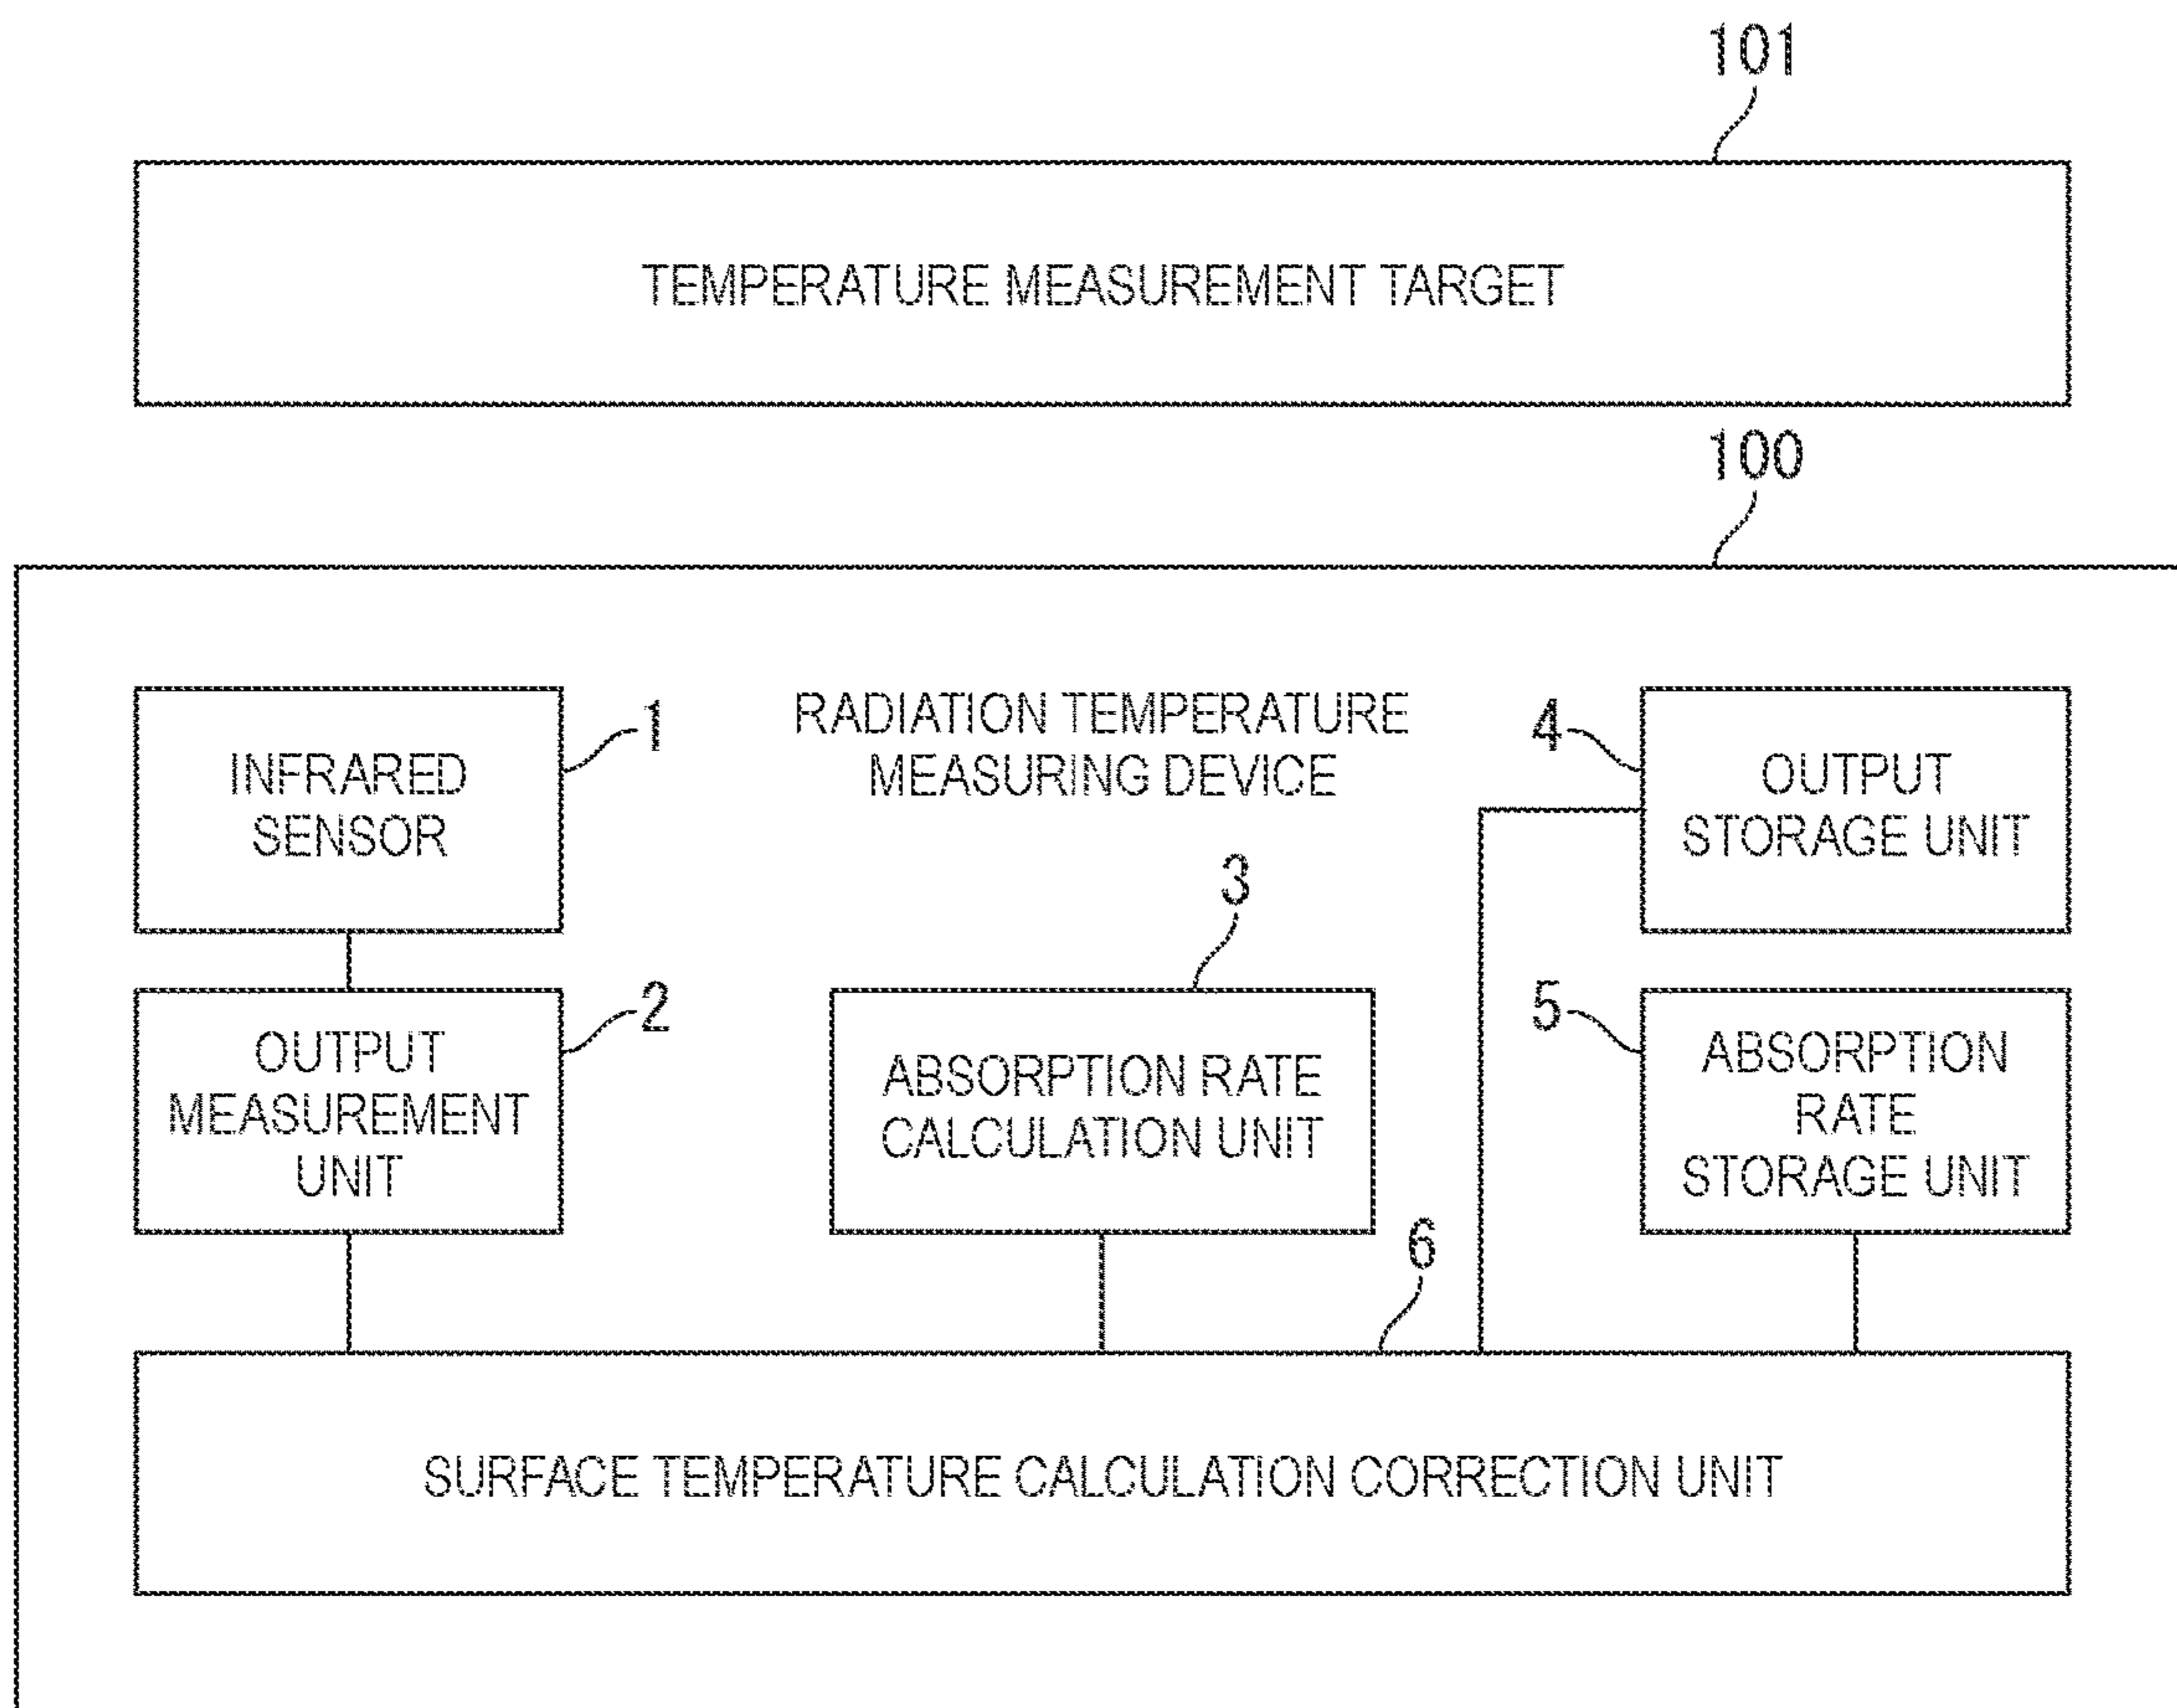 101
TEMPERATURE MEASUREMENT TARGET
100
RADIATION TEMPERATURE
MEASURING DEVICE
1
INFRARED
SENSOR
2
OUTPUT
MEASUREMENT
UNIT
3
ABSORPTION RATE
CALCULATION UNIT
4
OUTPUT
STORAGE UNIT
5
ABSORPTION
RATE
STORAGE UNIT
6
SURFACE TEMPERATURE CALCULATION CORRECTION UNIT